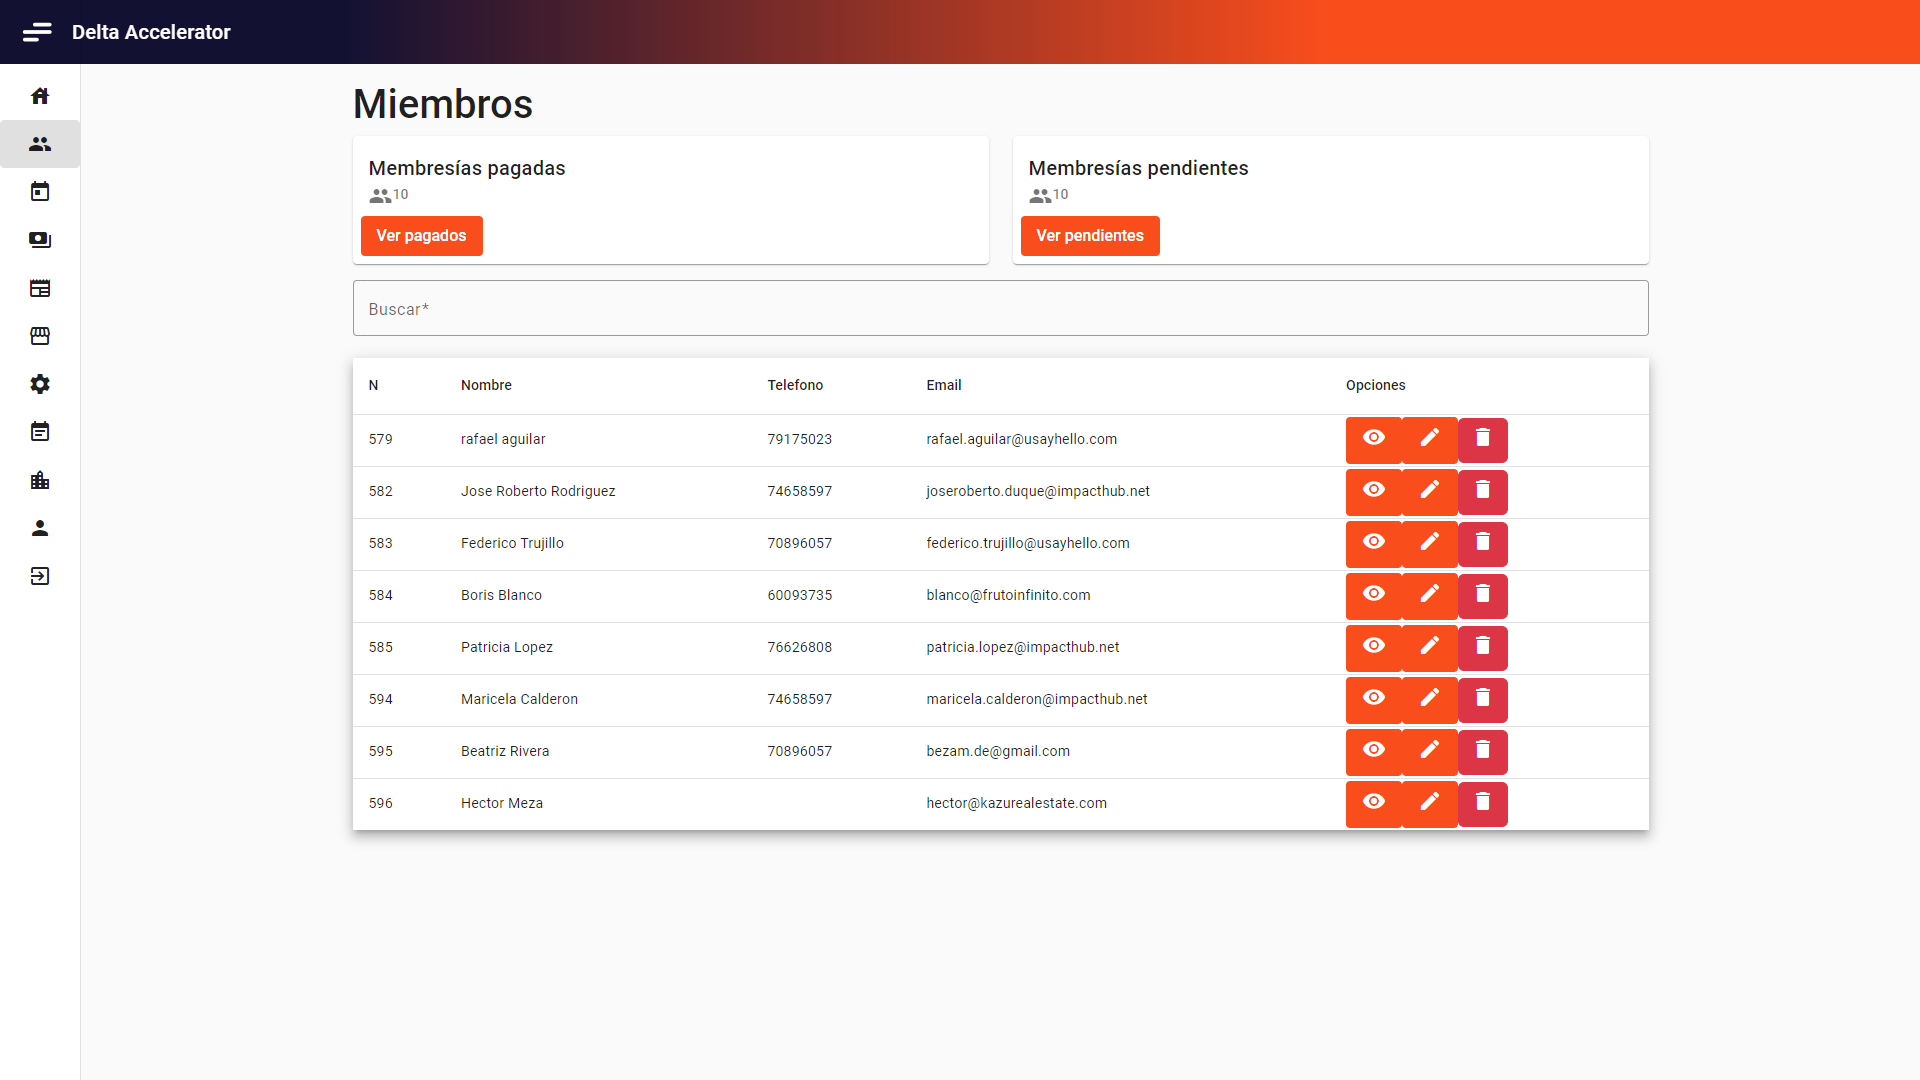 Delta Accelerator
Miembros
Membresías pagadas
10
Ver pagados
Membresías pendientes
10
Ver pendientes
Buscar*
N Nombre Telefono Email Opciones
579 rafael aguilar 79175023 rafael.aguilar@usayhello.com
582 Jose Roberto Rodriguez 74658597 joseroberto.duque@impacthub.net
583 Federico Trujillo 70896057 federico.trujillo@usayhello.com
584 Boris Blanco 60093735 blanco@frutoinfinito.com
585 Patricia Lopez 76626808 patricia.lopez@impacthub.net
594 Maricela Calderon 74658597 maricela.calderon@impacthub.net
595 Beatriz Rivera 70896057 bezam.de@gmail.com
596 Hector Meza hector@kazurealestate.com